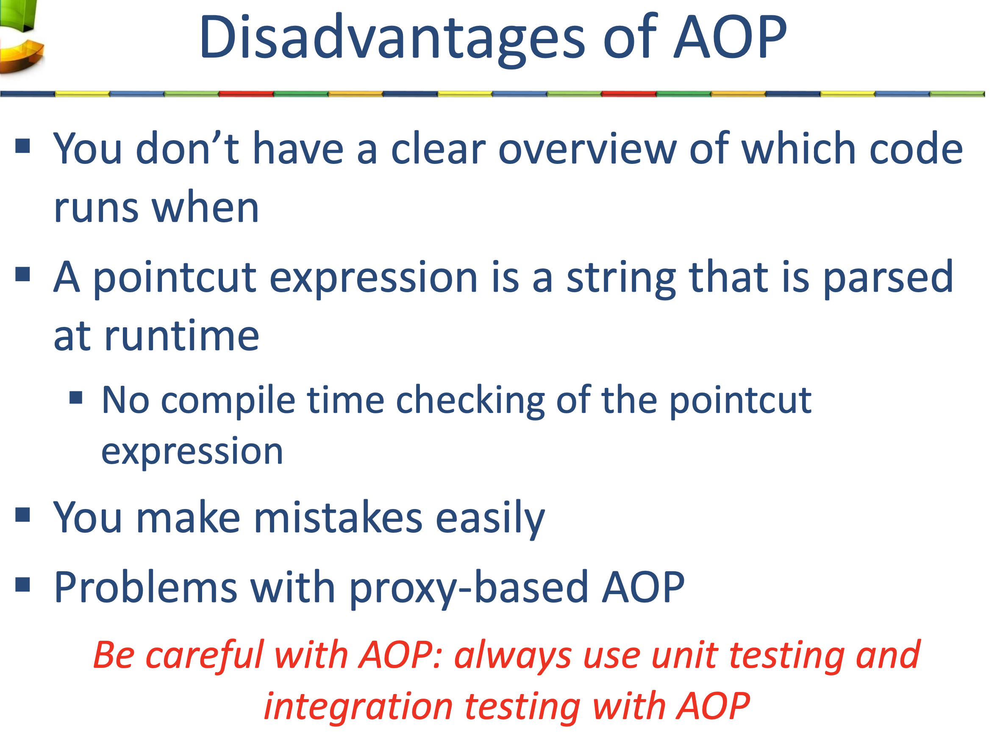 Disadvantages of AOP
▪ You don’t have a clear overview of which code
runs when
▪ A pointcut expression is a string that is parsed
at runtime
▪ No compile time checking of the pointcut
expression
▪ You make mistakes easily
▪ Problems with proxy-based AOP
Be careful with AOP: always use unit testing and
integration testing with AOP